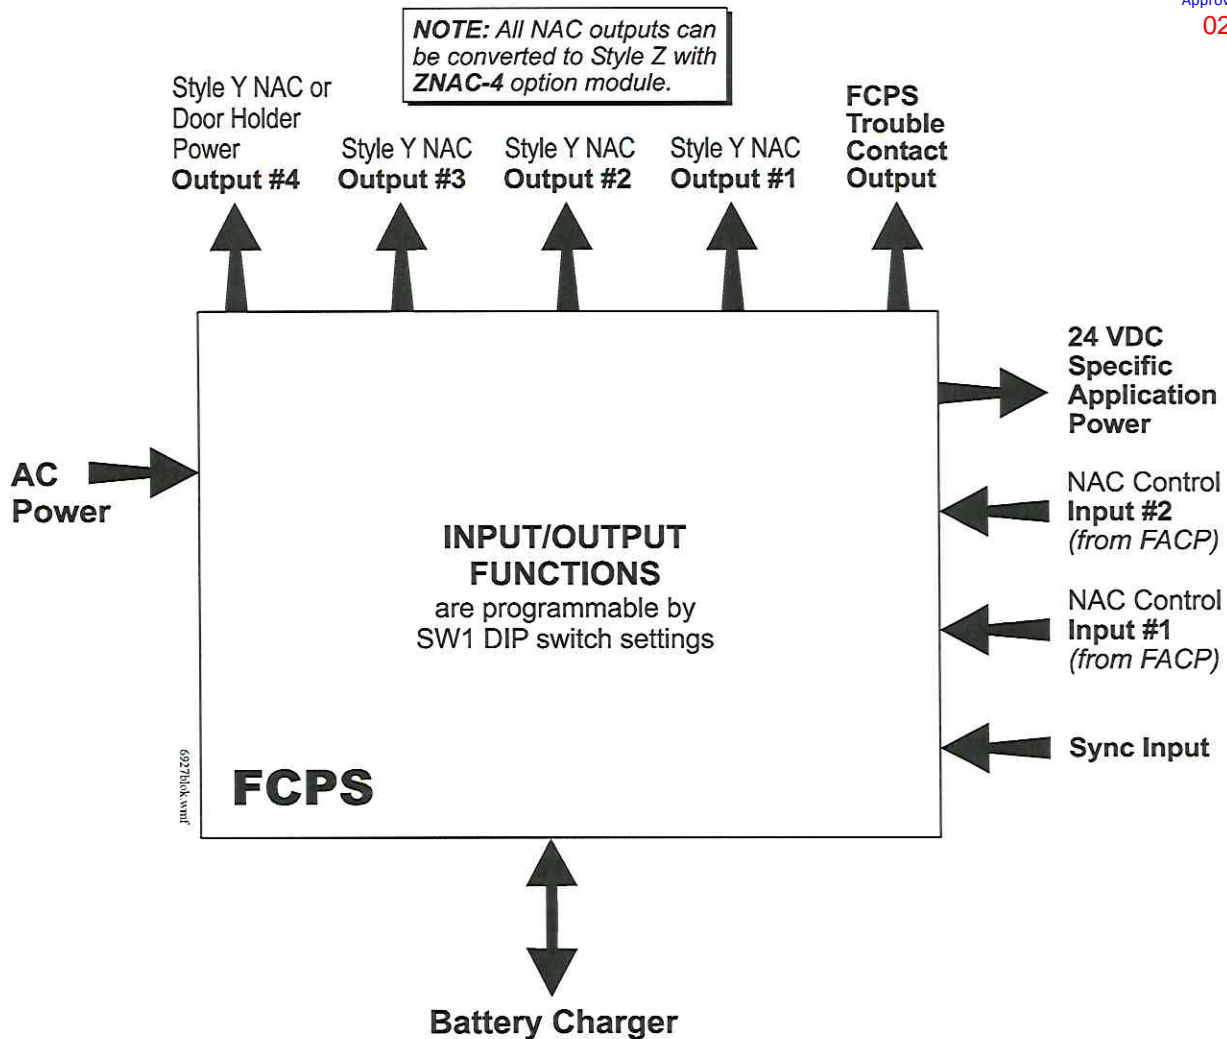 Approv
02
NOTE: All NAC outputs can
be converted to Style Z with
ZNAC-4 option module.
Style Y NAC or
Door Holder
Power
Output #4
Style Y NAC
Output #3
Style Y NAC
Output #2
Style Y NAC
Output #1
FCPS
Trouble
Contact
Output
24 VDC
Specific
Application
Power
AC
Power
NAC Control
Input #2
(from FACP)
INPUT/OUTPUT
FUNCTIONS
are programmable by
SW1 DIP switch settings
NAC Control
Input #1
(from FACP)
Sync Input
6927blok.wmf
FCPS
Battery Charger